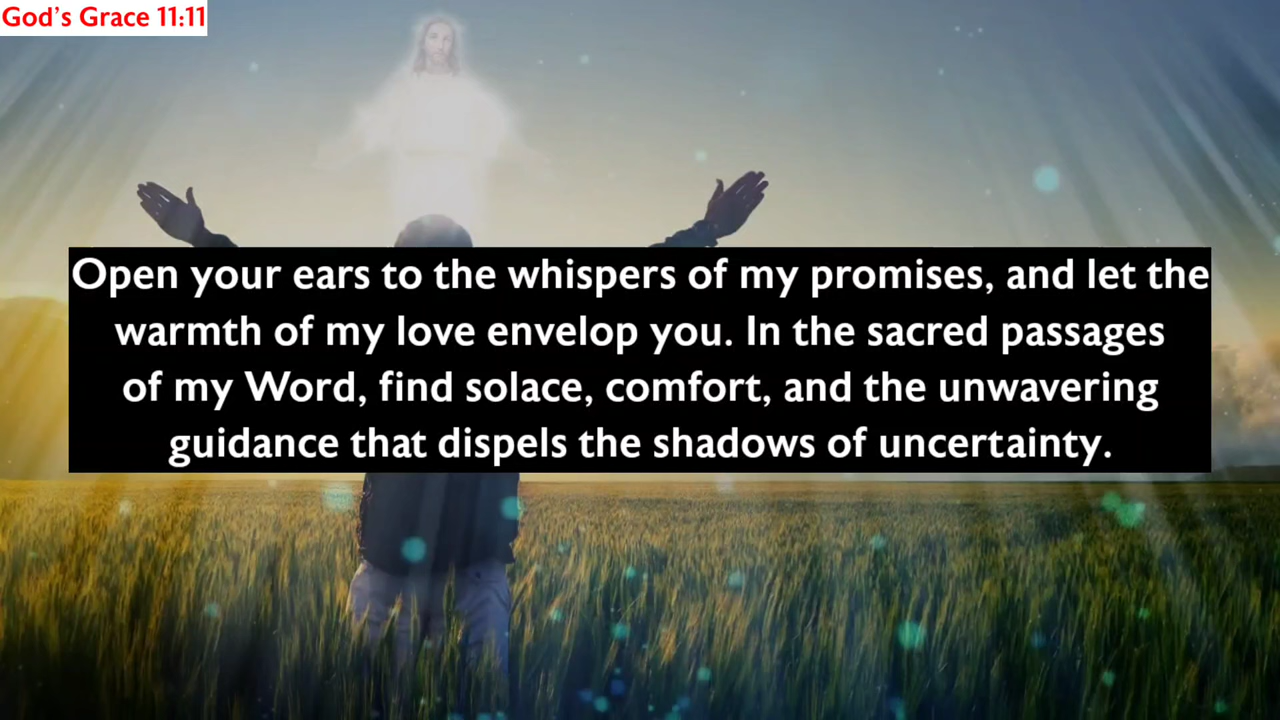 God's Grace 11:11
Open your ears to the whispers of my promises, and let the
warmth of my love envelop you. In the sacred passages
of my Word, find solace, comfort, and the unwavering
guidance that dispels the shadows of uncertainty.